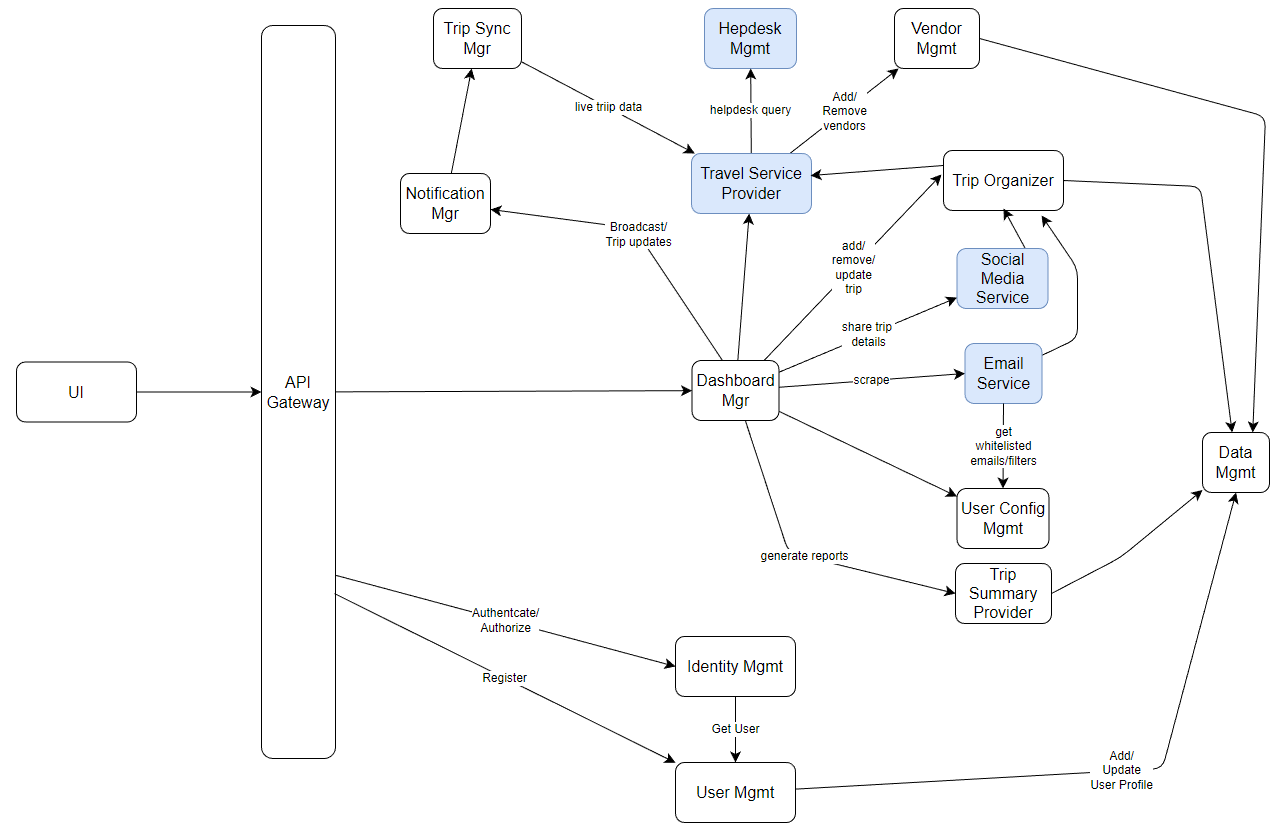 Trip Sync
Mgr
Hepdesk
Mgmt
Vendor
Mgmt
live triip data
helpdesk query
Add/
Remove
vendors
Travel Service
Provider
Trip Organizer
Notification
Mgr
Broadcast/
Trip updates
add/
remove/
update
trip
Social
Media
Service
share trip
details
UI
API
Gateway
Dashboard
Mgr
scrape
Email
Service
get
whitelisted
emails/filters
Data
Mgmt
User Config
Mgmt
generate reports
Trip
Summary
Provider
Authentcate/
Authorize
Identity Mgmt
Register
Get User
User Mgmt
Add/
Update
User Profile